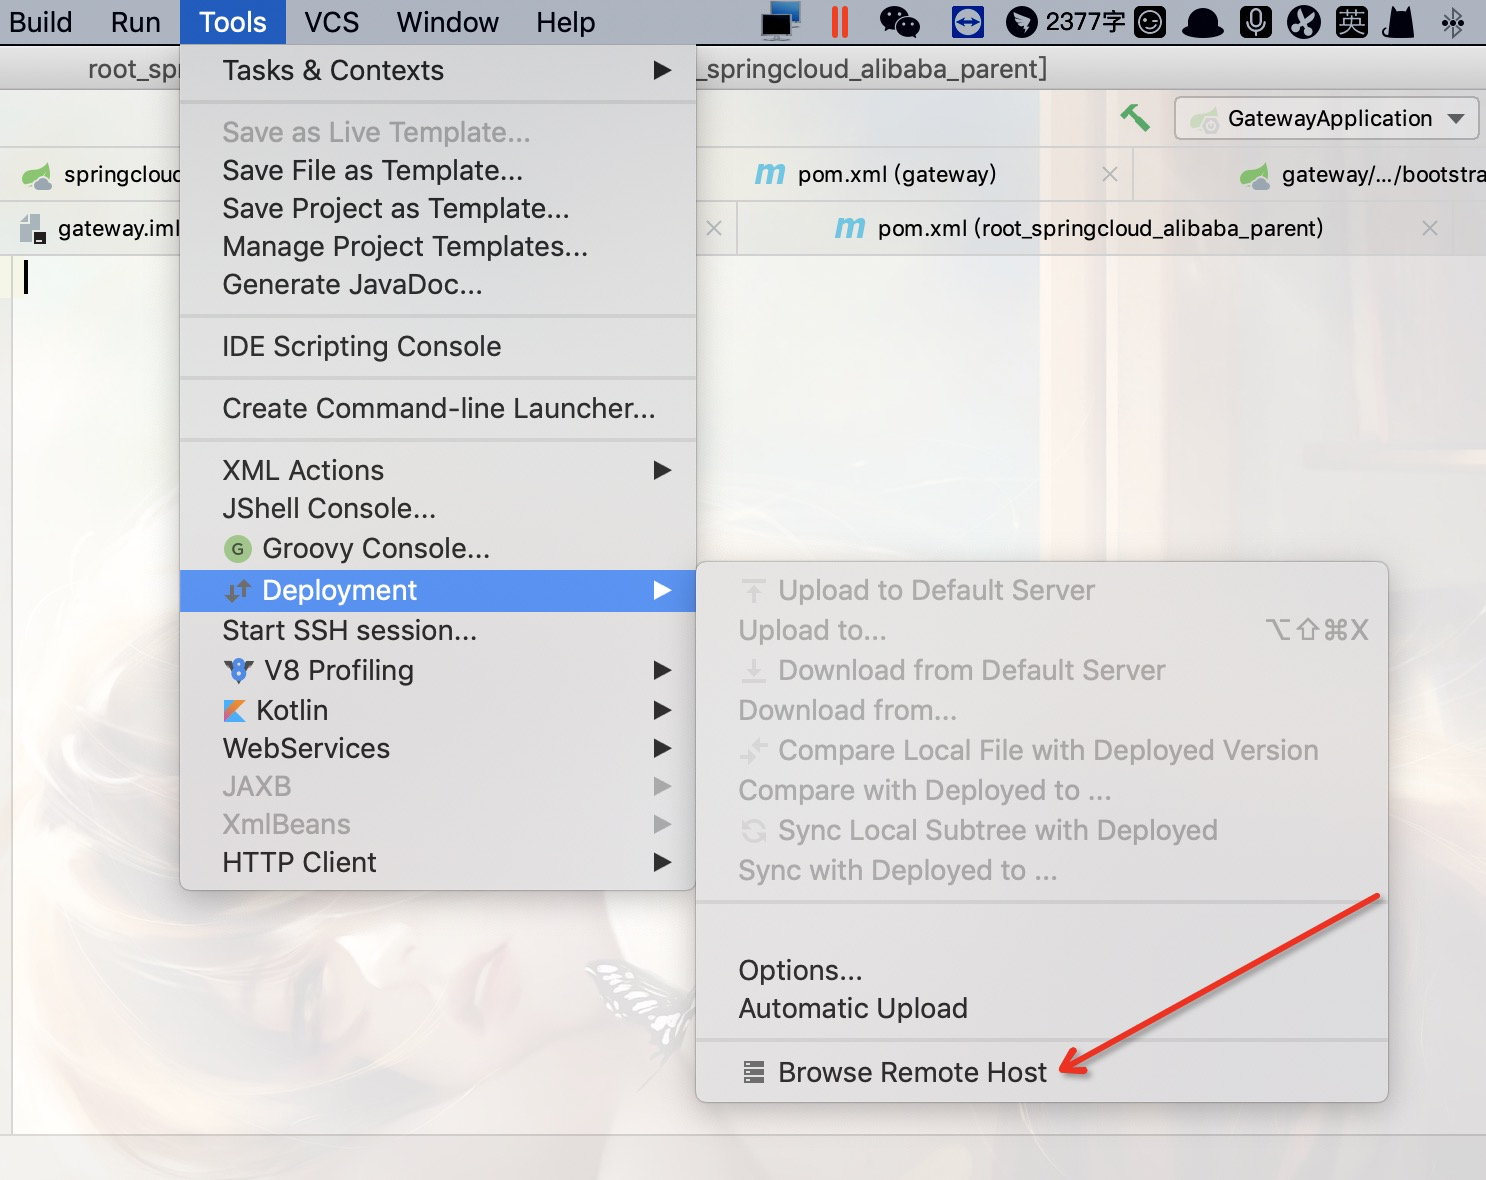 Build Run Tools VCS Window Help 2377字 英
root_sp _springcloud_alibaba_parent]
GatewayApplication
springcloud pom.xml (gateway) gateway/.../bootstra
gateway.iml pom.xml (root_springcloud_alibaba_parent)
Tasks & Contexts
Save as Live Template...
Save File as Template...
Save Project as Template...
Manage Project Templates...
Generate JavaDoc...
IDE Scripting Console
Create Command-line Launcher...
XML Actions
JShell Console...
G Groovy Console...
Deployment
Start SSH session...
V8 Profiling
Kotlin
WebServices
JAXB
XmlBeans
HTTP Client
Upload to Default Server
Upload to... ⌥⇧⌘X
Download from Default Server
Download from...
Compare Local File with Deployed Version
Compare with Deployed to ...
Sync Local Subtree with Deployed
Sync with Deployed to ...
Options...
Automatic Upload
Browse Remote Host